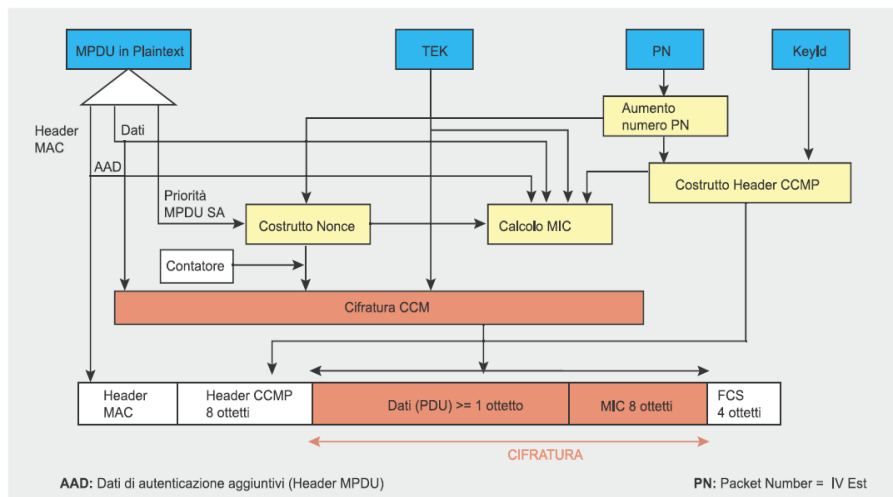 MPDU in Plaintext
TEK
PN
KeyId
Header
MAC
Dati
Aumento
numero PN
AAD
Costrutto Header CCMP
Priorità
MPDU SA
Costrutto Nonce
Calcolo MIC
Contatore
Cifratura CCM
Header
MAC
Header CCMP
8 ottetti
Dati (PDU) >= 1 ottetto
MIC 8 ottetti
FCS
4 ottetti
CIFRATURA
AAD: Dati di autenticazione aggiuntivi (Header MPDU)
PN: Packet Number = IV Est